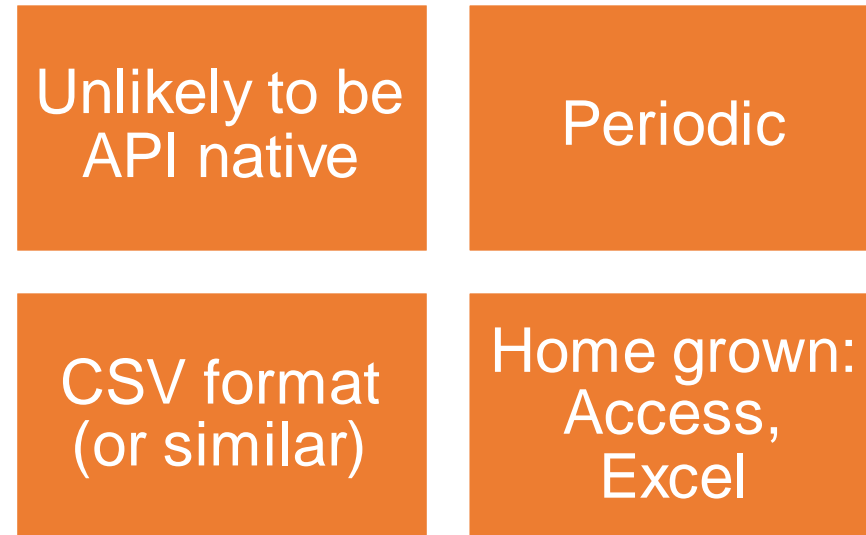 Unlikely to be
API native
Periodic
CSV format
(or similar)
Home grown:
Access,
Excel